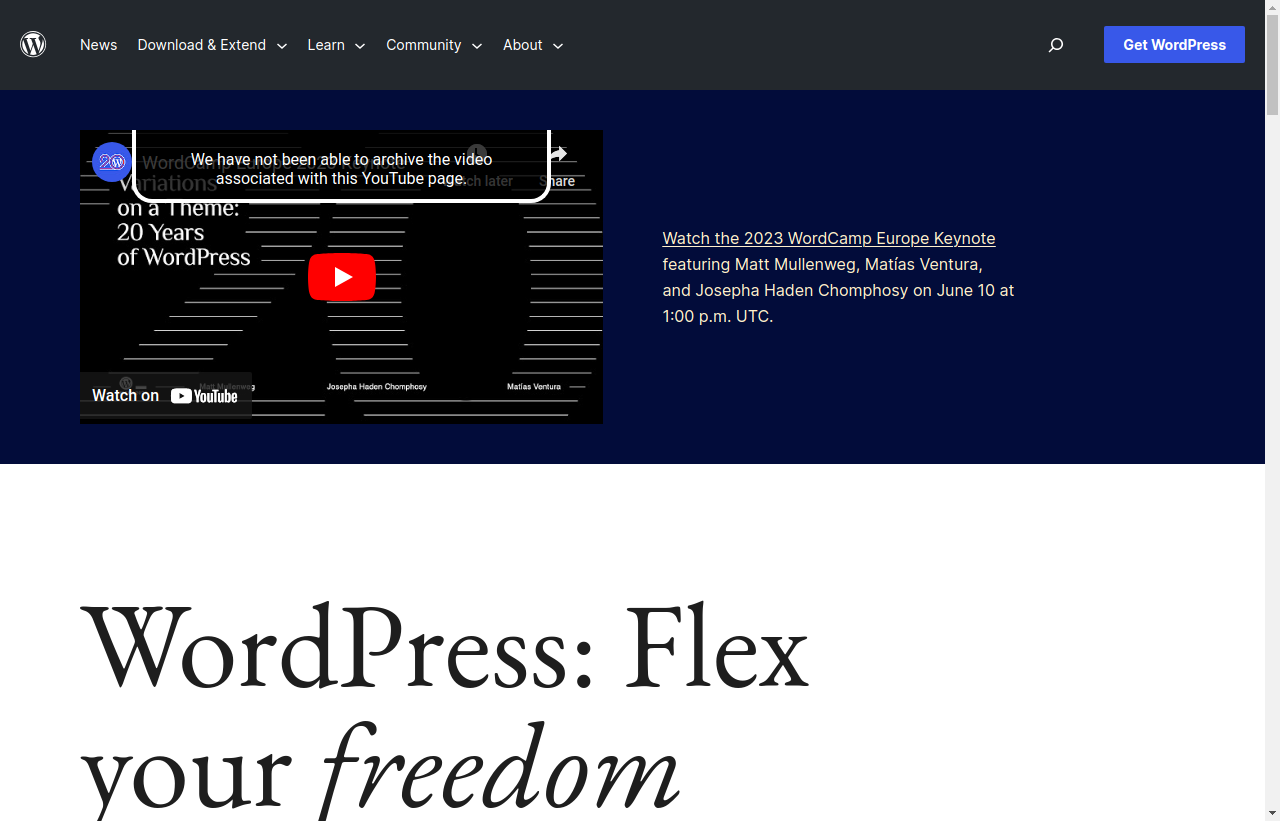 News Download & Extend Learn Community About Get WordPress
WordCamp Europe 2023 Keynote
We have not been able to archive the video
associated with this YouTube page.
Watch later Share
Variations
on a Theme:
20 Years
of WordPress
Matt Mullenweg Josepha Haden Chomphosy Matías Ventura
Watch on YouTube
Watch the 2023 WordCamp Europe Keynote
featuring Matt Mullenweg, Matías Ventura,
and Josepha Haden Chomphosy on June 10 at
1:00 p.m. UTC.
WordPress: Flex
your freedom